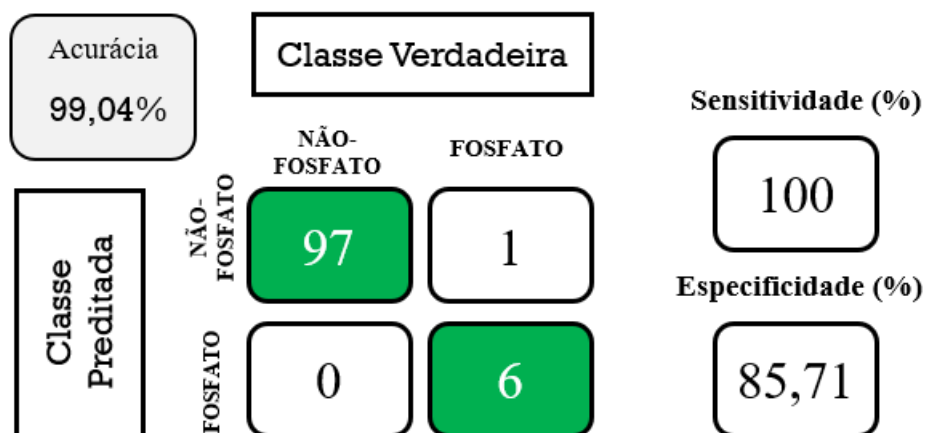 Acurácia
99,04%
Classe Verdadeira
Sensitividade (%)
NÃO-
FOSFATO
FOSFATO
NÃO-
FOSFATO
97
1
100
Especificidade (%)
Classe
Preditada
FOSFATO
0
6
85,71